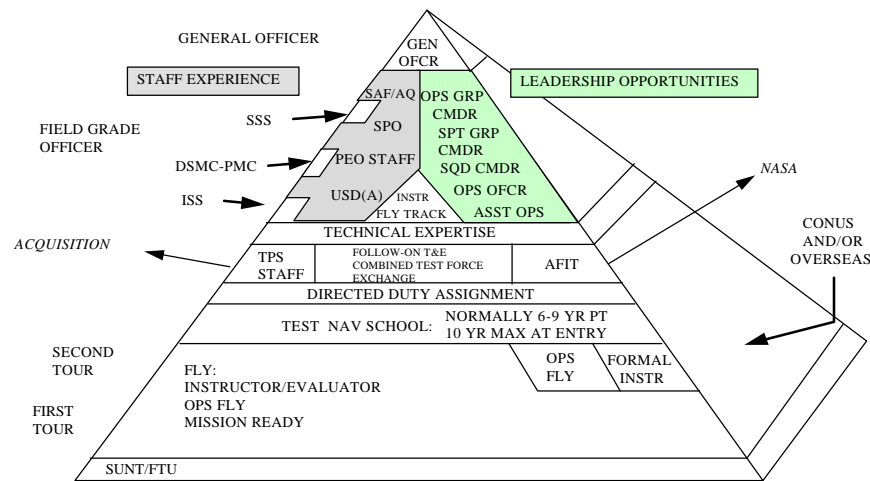 GENERAL OFFICER
GEN
OFCR
STAFF EXPERIENCE
LEADERSHIP OPPORTUNITIES
SAF/AQ
SPO
PEO STAFF
USD(A)
OPS GRP
CMDR
SPT GRP
CMDR
SQD CMDR
OPS OFCR
ASST OPS
SSS
FIELD GRADE
OFFICER
DSMC-PMC
ISS
INSTR
FLY TRACK
NASA
TECHNICAL EXPERTISE
ACQUISITION
CONUS
AND/OR
OVERSEAS
TPS
STAFF
FOLLOW-ON T&E
COMBINED TEST FORCE
EXCHANGE
AFIT
DIRECTED DUTY ASSIGNMENT
TEST NAV SCHOOL:
NORMALLY 6-9 YR PT
10 YR MAX AT ENTRY
SECOND
TOUR
OPS
FLY
FORMAL
INSTR
FLY:
INSTRUCTOR/EVALUATOR
OPS FLY
MISSION READY
FIRST
TOUR
SUNT/FTU